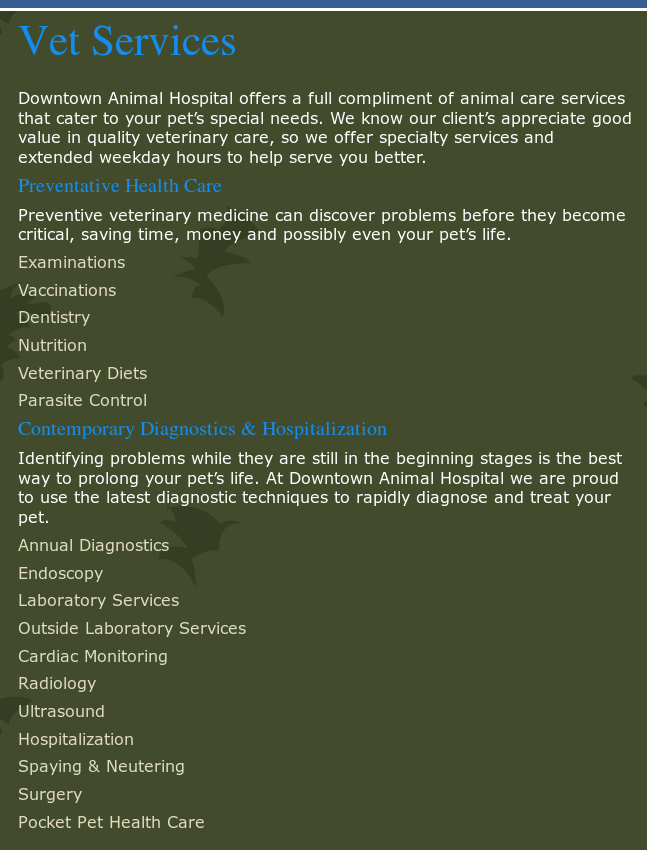 Vet Services
Downtown Animal Hospital offers a full compliment of animal care services
that cater to your pet’s special needs. We know our client’s appreciate good
value in quality veterinary care, so we offer specialty services and
extended weekday hours to help serve you better.
Preventative Health Care
Preventive veterinary medicine can discover problems before they become
critical, saving time, money and possibly even your pet’s life.
Examinations
Vaccinations
Dentistry
Nutrition
Veterinary Diets
Parasite Control
Contemporary Diagnostics & Hospitalization
Identifying problems while they are still in the beginning stages is the best
way to prolong your pet’s life. At Downtown Animal Hospital we are proud
to use the latest diagnostic techniques to rapidly diagnose and treat your
pet.
Annual Diagnostics
Endoscopy
Laboratory Services
Outside Laboratory Services
Cardiac Monitoring
Radiology
Ultrasound
Hospitalization
Spaying & Neutering
Surgery
Pocket Pet Health Care